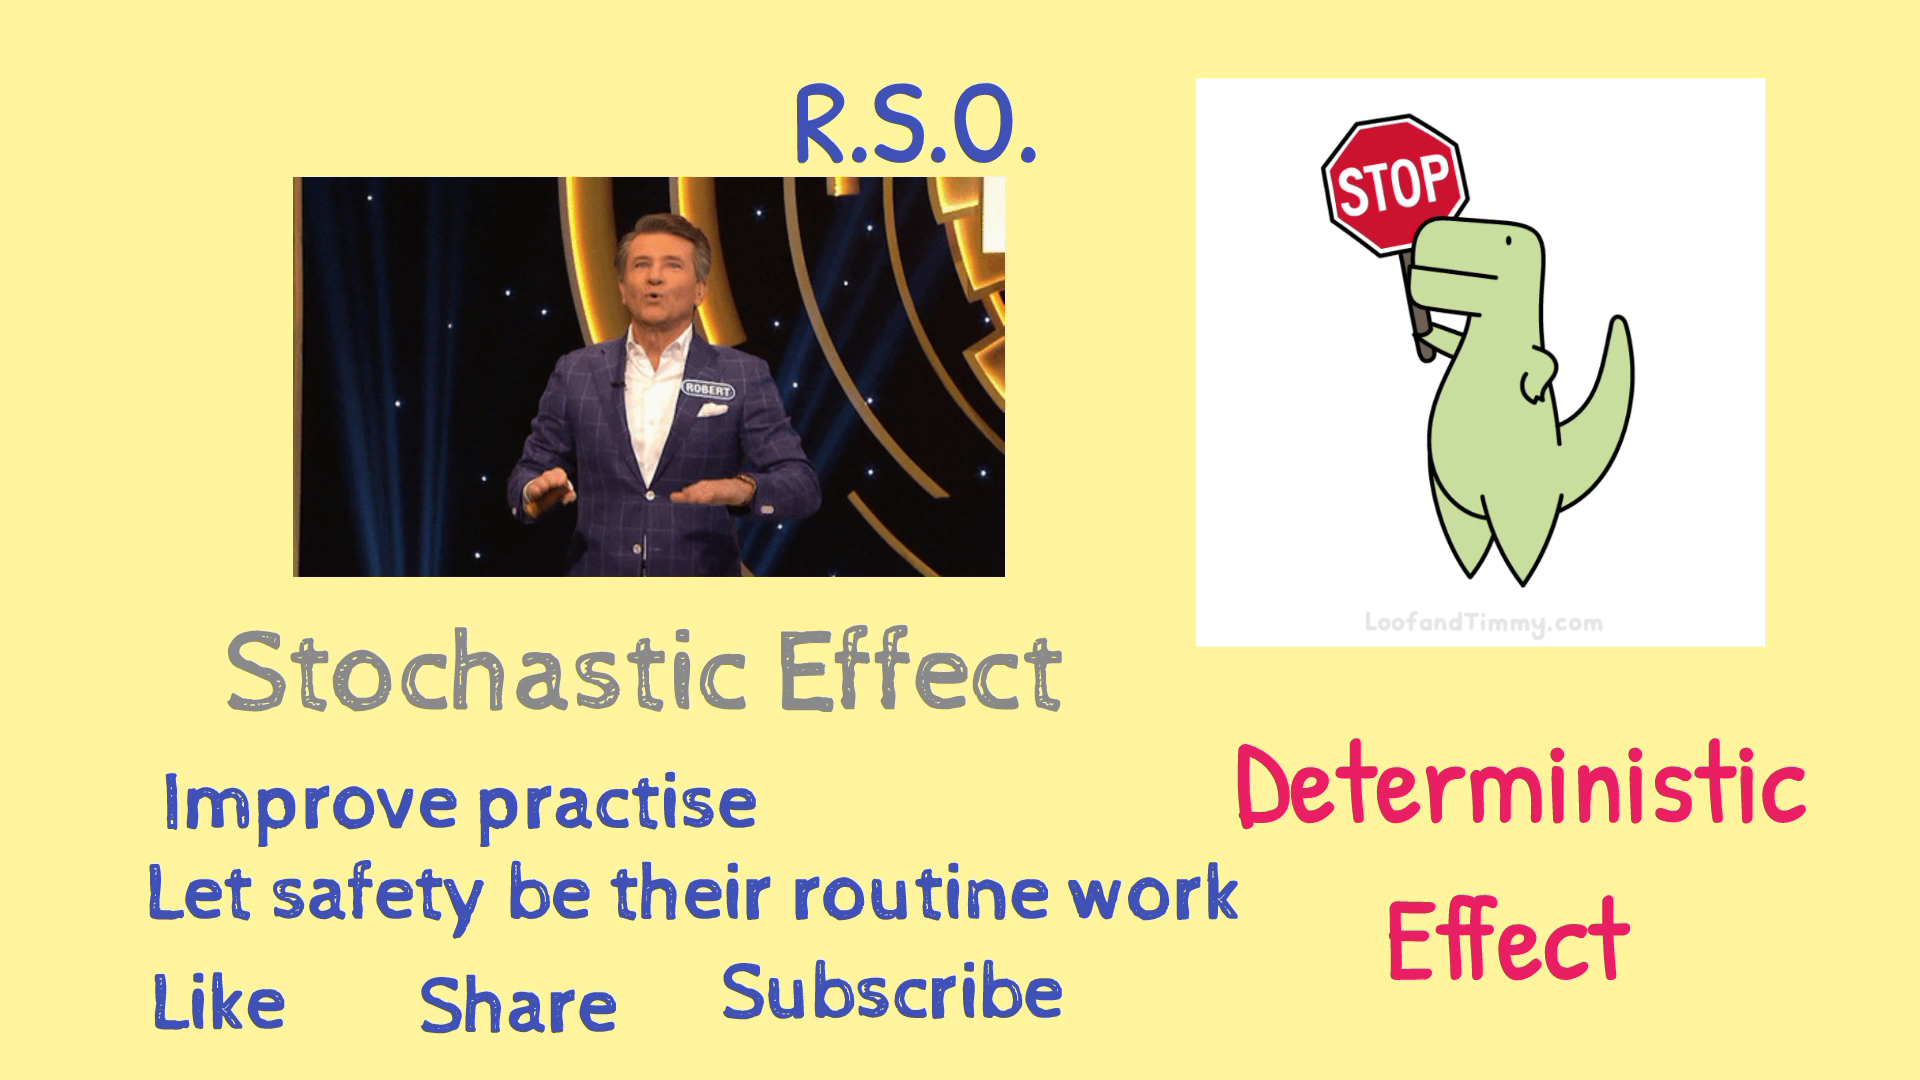 R.S.O.
STOP
ROBERT
LoofandTimmy.com
Stochastic Effect
Deterministic
Effect
Improve practise
Let safety be their routine work
Like Share Subscribe